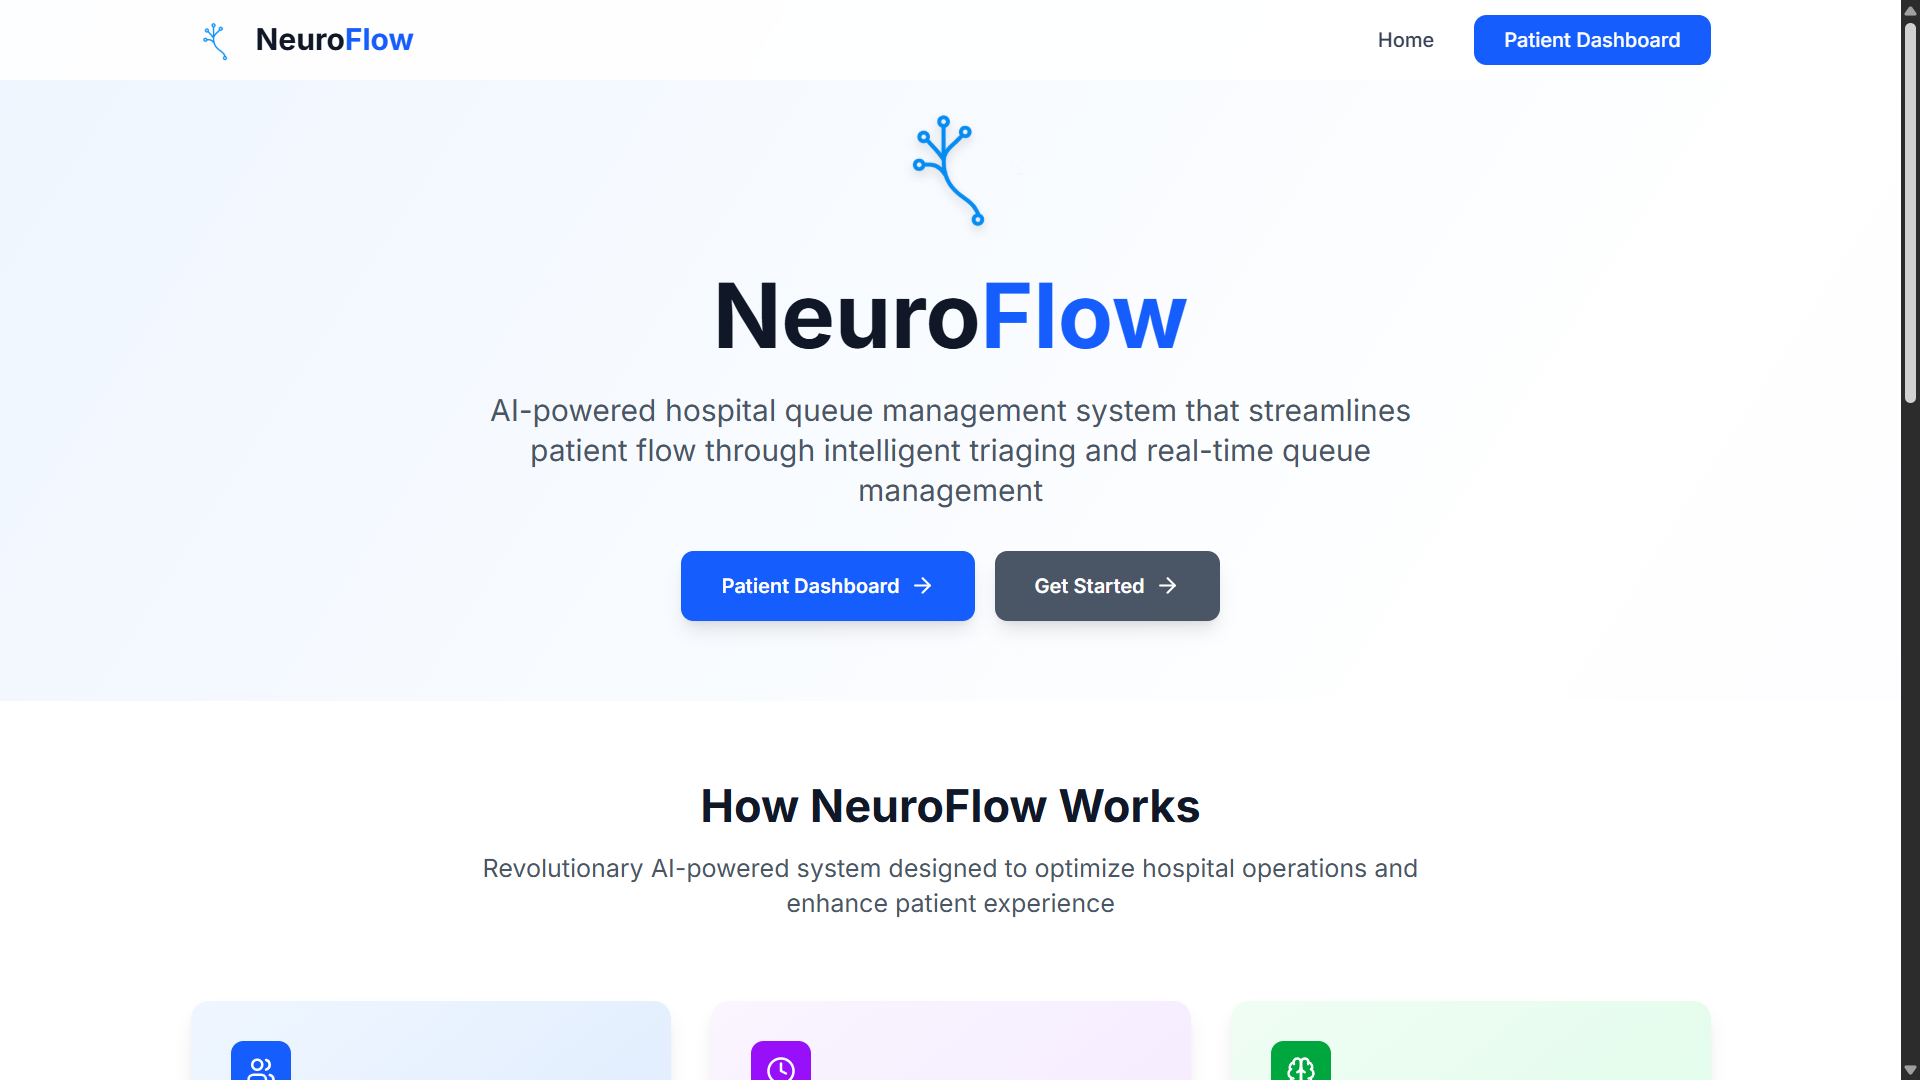 NeuroFlow
Home
Patient Dashboard
NeuroFlow
AI-powered hospital queue management system that streamlines
patient flow through intelligent triaging and real-time queue
management
Patient Dashboard
Get Started
How NeuroFlow Works
Revolutionary AI-powered system designed to optimize hospital operations and
enhance patient experience